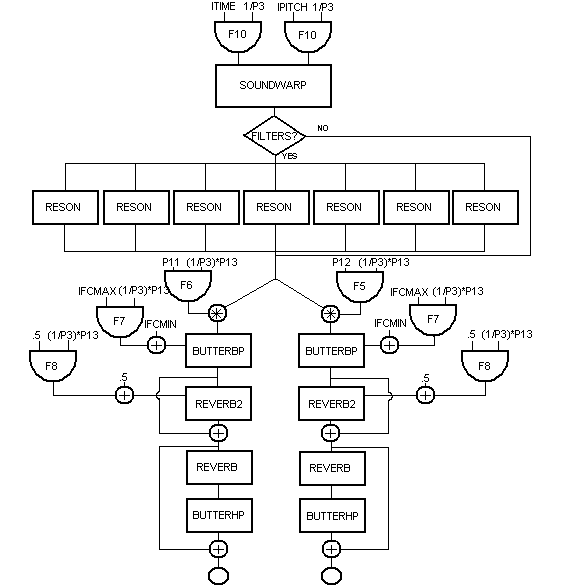 ITIME 1/P3 IPITCH 1/P3
F10 F10
SOUNDWARP
FILTERS? NO
YES
RESON RESON RESON RESON RESON RESON RESON
P11 (1/P3)*P13 P12 (1/P3)*P13
F6 F5
IFCMAX (1/P3)*P13 IFCMAX (1/P3)*P13
* *
F7 IFCMIN IFCMIN F7
.5 (1/P3)*P13 .5 (1/P3)*P13
+ BUTTERBP BUTTERBP +
F8 F8
.5 .5
+ REVERB2 REVERB2 +
+ +
REVERB REVERB
BUTTERHP BUTTERHP
+ +